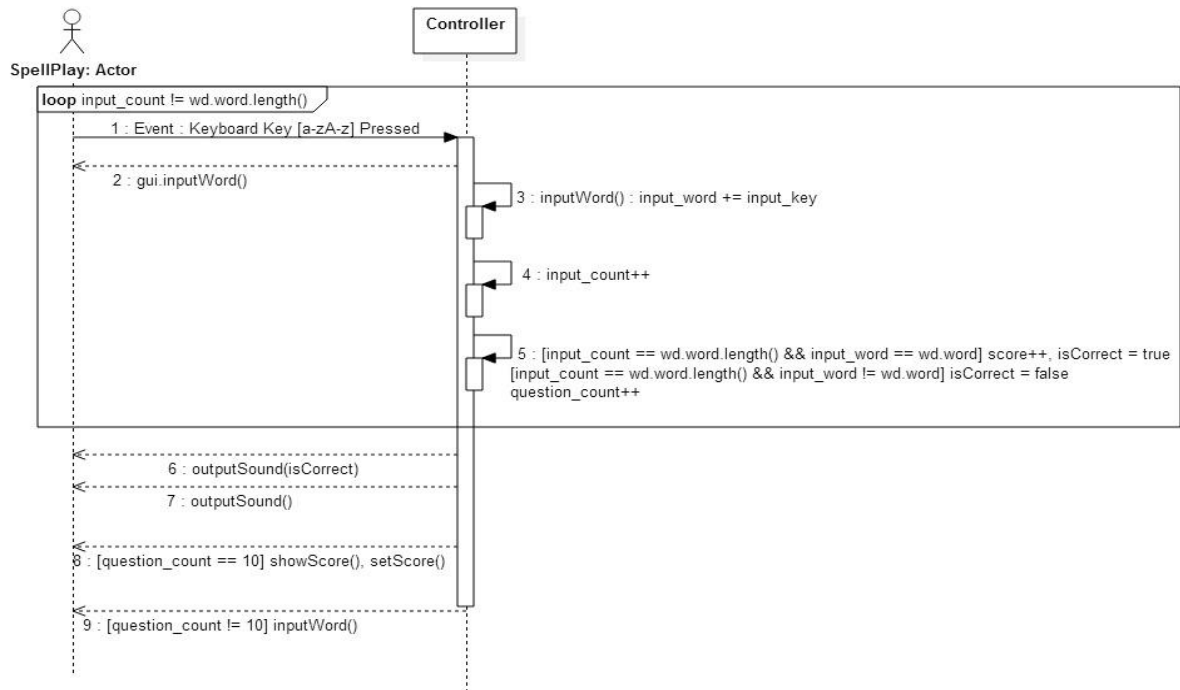 Controller
SpellPlay: Actor
loop input_count != wd.word.length()
1 : Event : Keyboard Key [a-zA-z] Pressed
2 : gui.inputWord()
3 : inputWord() : input_word += input_key
4 : input_count++
5 : [input_count == wd.word.length() && input_word == wd.word] score++, isCorrect = true
[input_count == wd.word.length() && input_word != wd.word] isCorrect = false
question_count++
6 : outputSound(isCorrect)
7 : outputSound()
8 : [question_count == 10] showScore(), setScore()
9 : [question_count != 10] inputWord()